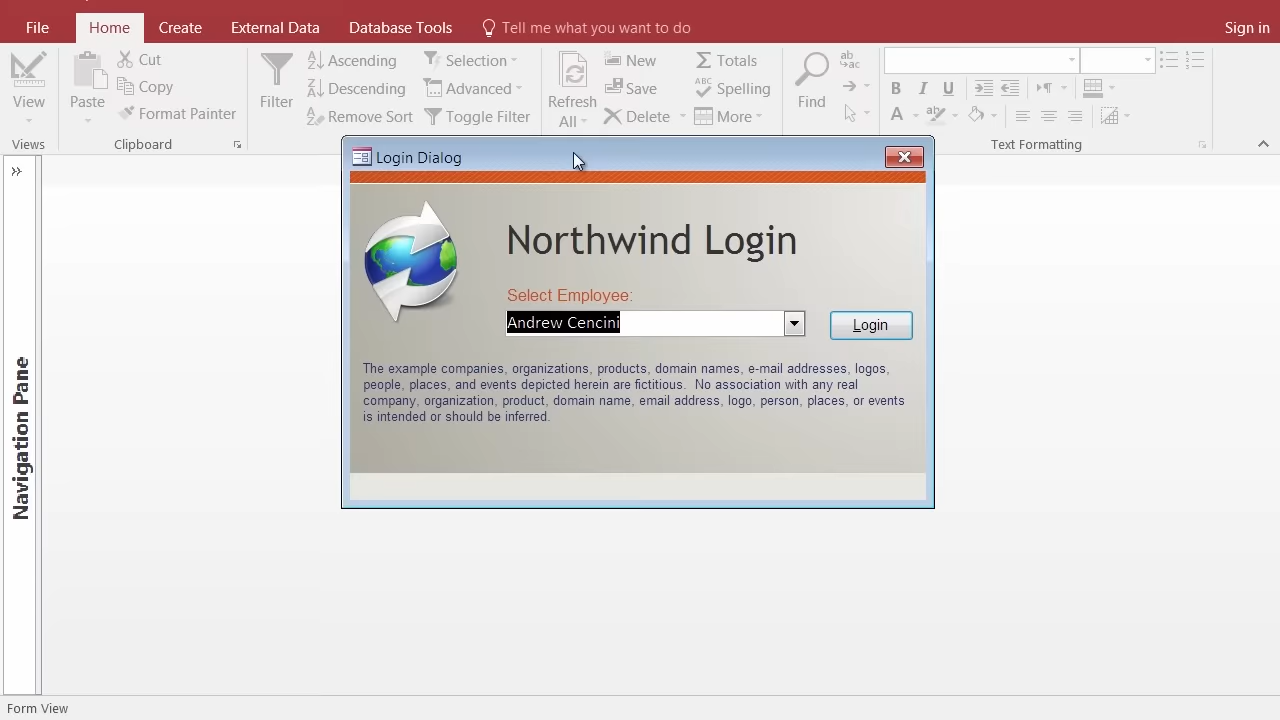 File Home Create External Data Database Tools Tell me what you want to do Sign in
View
Views
Paste
Cut
Copy
Format Painter
Clipboard
Filter
Ascending
Descending
Remove Sort
Selection
Advanced
Toggle Filter
Refresh
All
New
Save
Delete
Totals
Spelling
More
Find
Text Formatting
Login Dialog
Northwind Login
Select Employee:
Andrew Cencini
Login
The example companies, organizations, products, domain names, e-mail addresses, logos,
people, places, and events depicted herein are fictitious. No association with any real
company, organization, product, domain name, email address, logo, person, places, or events
is intended or should be inferred.
Navigation Pane
Form View